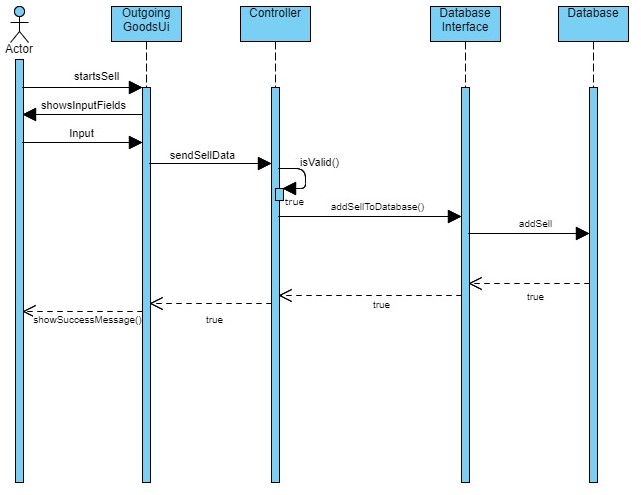 Outgoing
GoodsUi
Controller
Database
Interface
Database
Actor
startsSell
showsInputFields
Input
sendSellData
isValid()
true
addSellToDatabase()
addSell
true
true
true
showSuccessMessage()